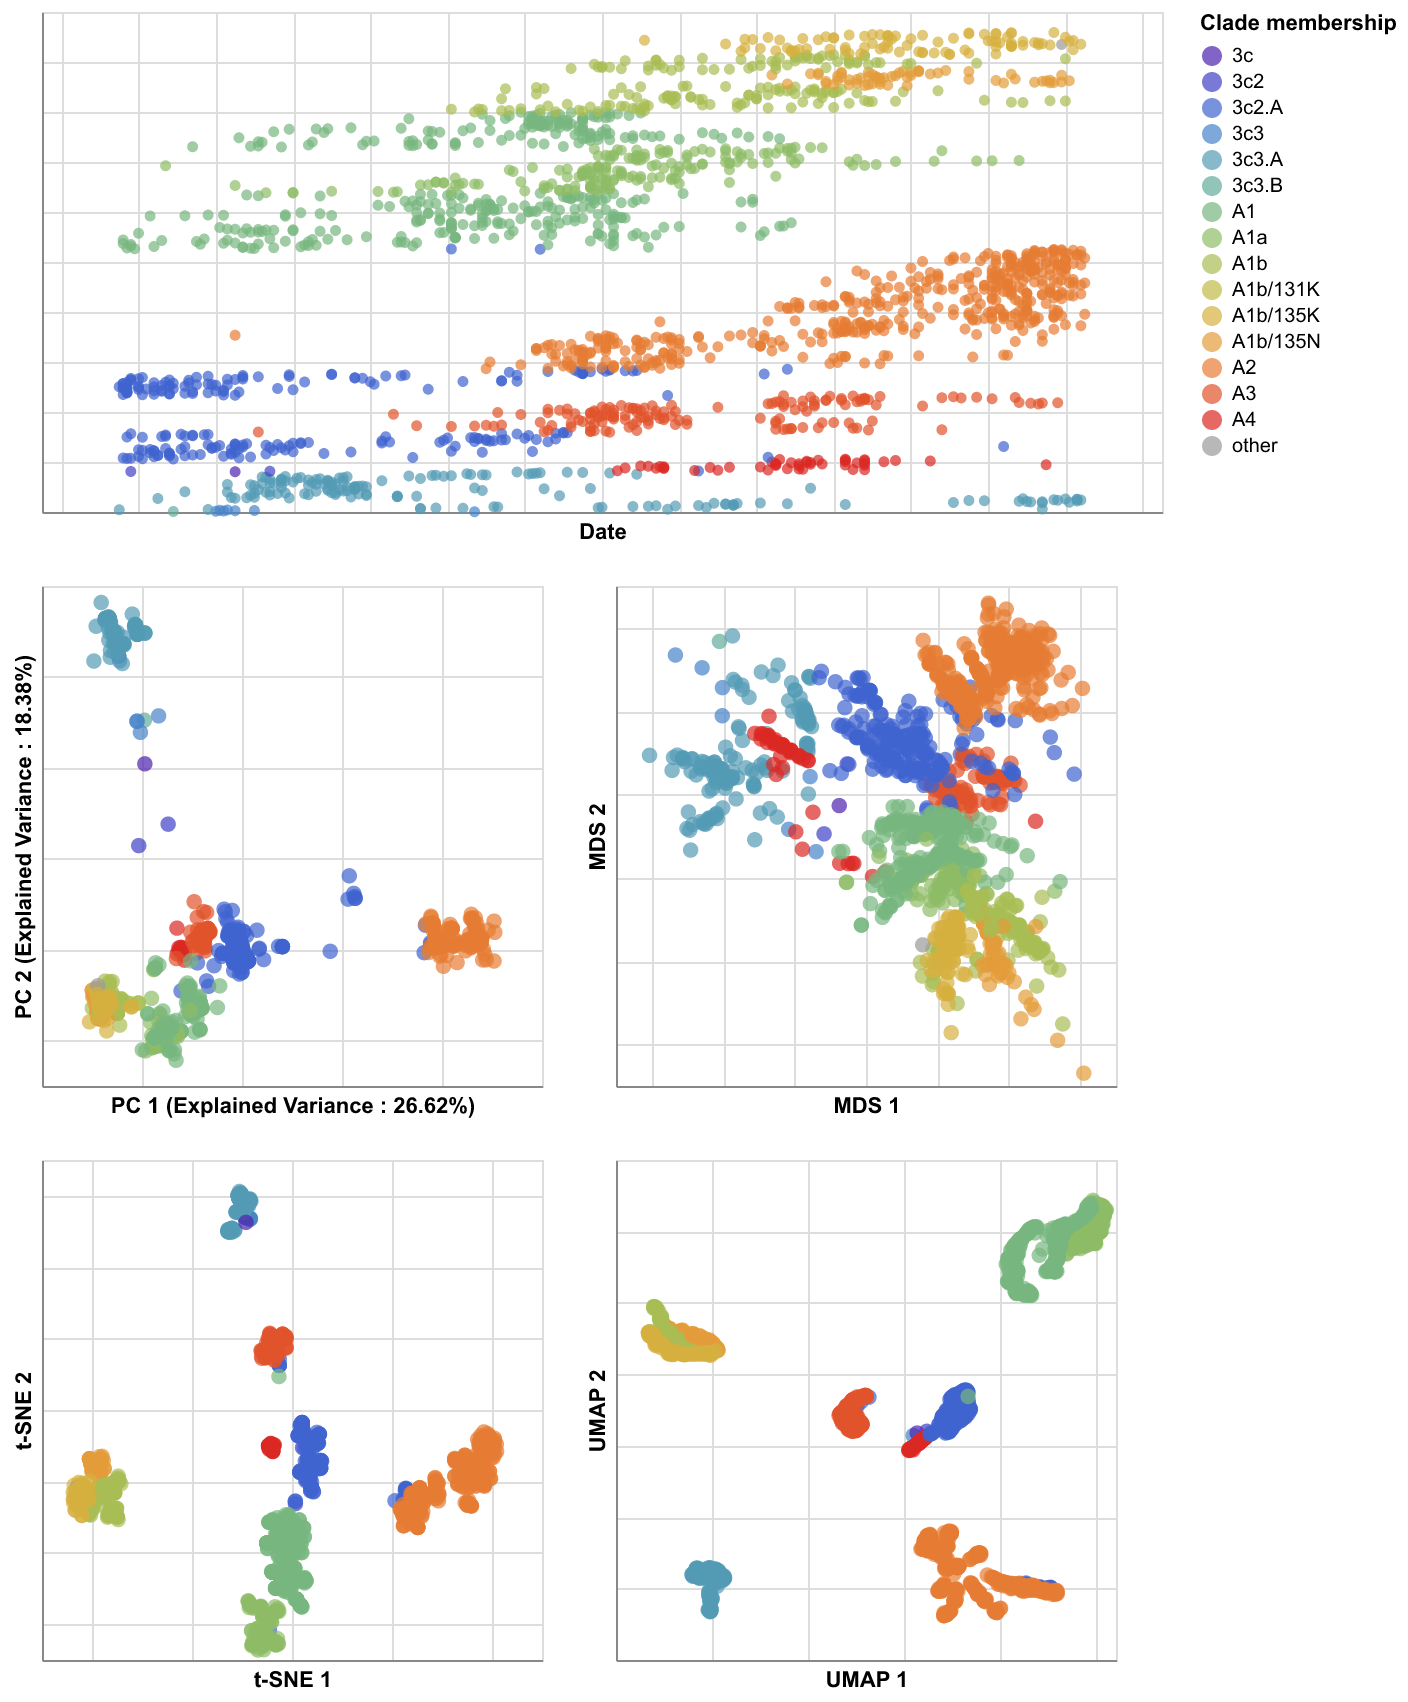 Clade membership
3c
3c2
3c2.A
3c3
3c3.A
3c3.B
A1
A1a
A1b
A1b/131K
A1b/135K
A1b/135N
A2
A3
A4
other
Date
PC 2 (Explained Variance : 18.38%)
PC 1 (Explained Variance : 26.62%)
MDS 2
MDS 1
t-SNE 2
t-SNE 1
UMAP 2
UMAP 1